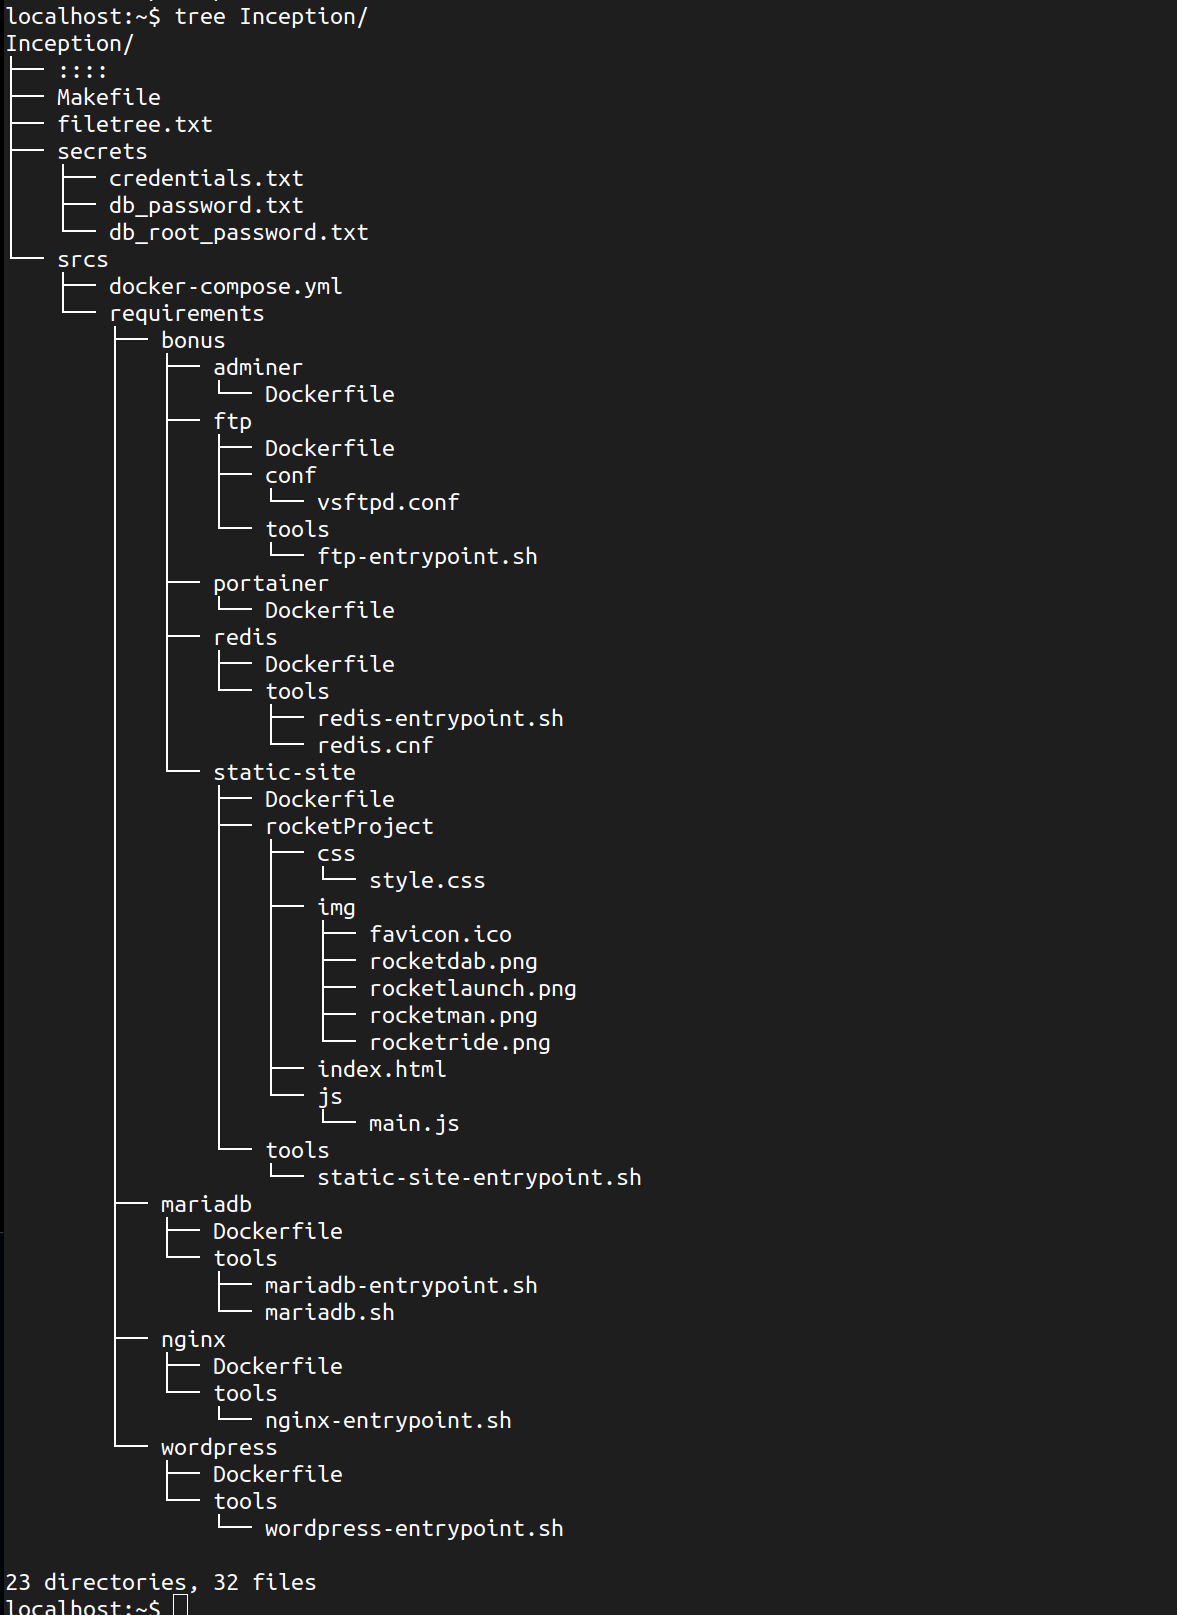 localhost:~$ tree Inception/
Inception/
├── ::::
├── Makefile
├── filetree.txt
├── secrets
│   ├── credentials.txt
│   ├── db_password.txt
│   └── db_root_password.txt
└── srcs
    ├── docker-compose.yml
    └── requirements
        ├── bonus
        │   ├── adminer
        │   │   └── Dockerfile
        │   ├── ftp
        │   │   ├── Dockerfile
        │   │   ├── conf
        │   │   │   └── vsftpd.conf
        │   │   └── tools
        │   │       └── ftp-entrypoint.sh
        │   ├── portainer
        │   │   └── Dockerfile
        │   ├── redis
        │   │   ├── Dockerfile
        │   │   └── tools
        │   │       ├── redis-entrypoint.sh
        │   │       └── redis.cnf
        │   └── static-site
        │       ├── Dockerfile
        │       ├── rocketProject
        │       │   ├── css
        │       │   │   └── style.css
        │       │   ├── img
        │       │   │   ├── favicon.ico
        │       │   │   ├── rocketdab.png
        │       │   │   ├── rocketlaunch.png
        │       │   │   ├── rocketman.png
        │       │   │   └── rocketride.png
        │       │   ├── index.html
        │       │   └── js
        │       │       └── main.js
        │       └── tools
        │           └── static-site-entrypoint.sh
        ├── mariadb
        │   ├── Dockerfile
        │   └── tools
        │       ├── mariadb-entrypoint.sh
        │       └── mariadb.sh
        ├── nginx
        │   ├── Dockerfile
        │   └── tools
        │       └── nginx-entrypoint.sh
        └── wordpress
            ├── Dockerfile
            └── tools
                └── wordpress-entrypoint.sh

23 directories, 32 files
localhost:~$